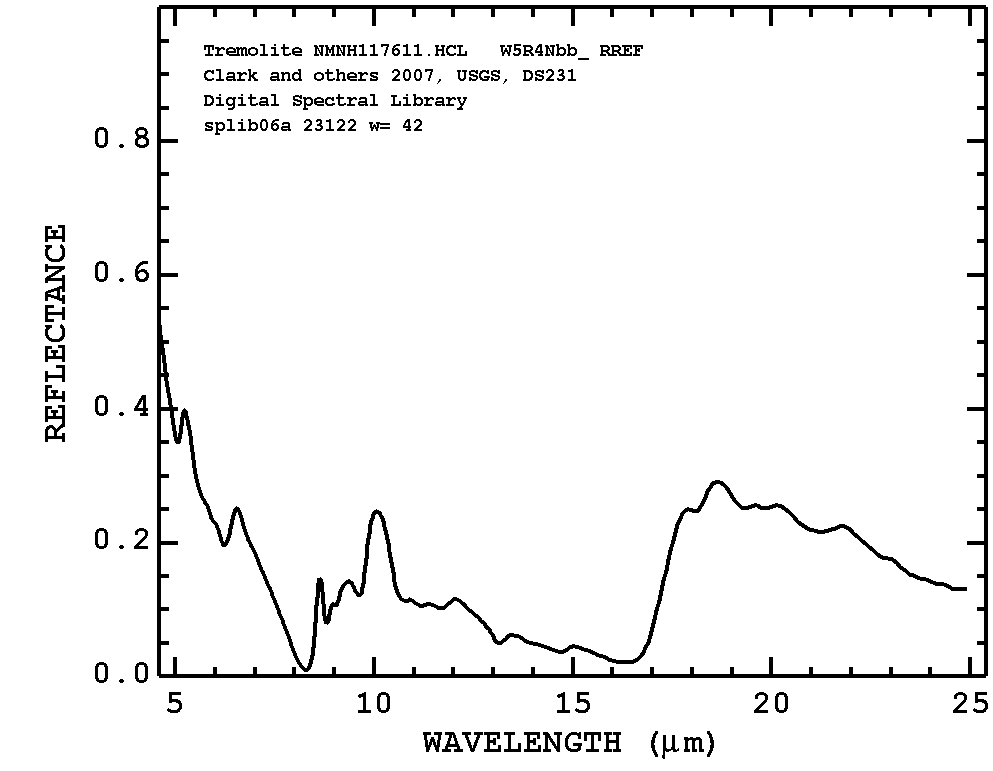 Tremolite NMNH117611.HCL W5R4Nbb_ RREF
Clark and others 2007, USGS, DS231
Digital Spectral Library
splib06a 23122 w= 42
0.8
0.6
0.4
0.2
0.0
REFLECTANCE
5 10 15 20 25
WAVELENGTH (μm)